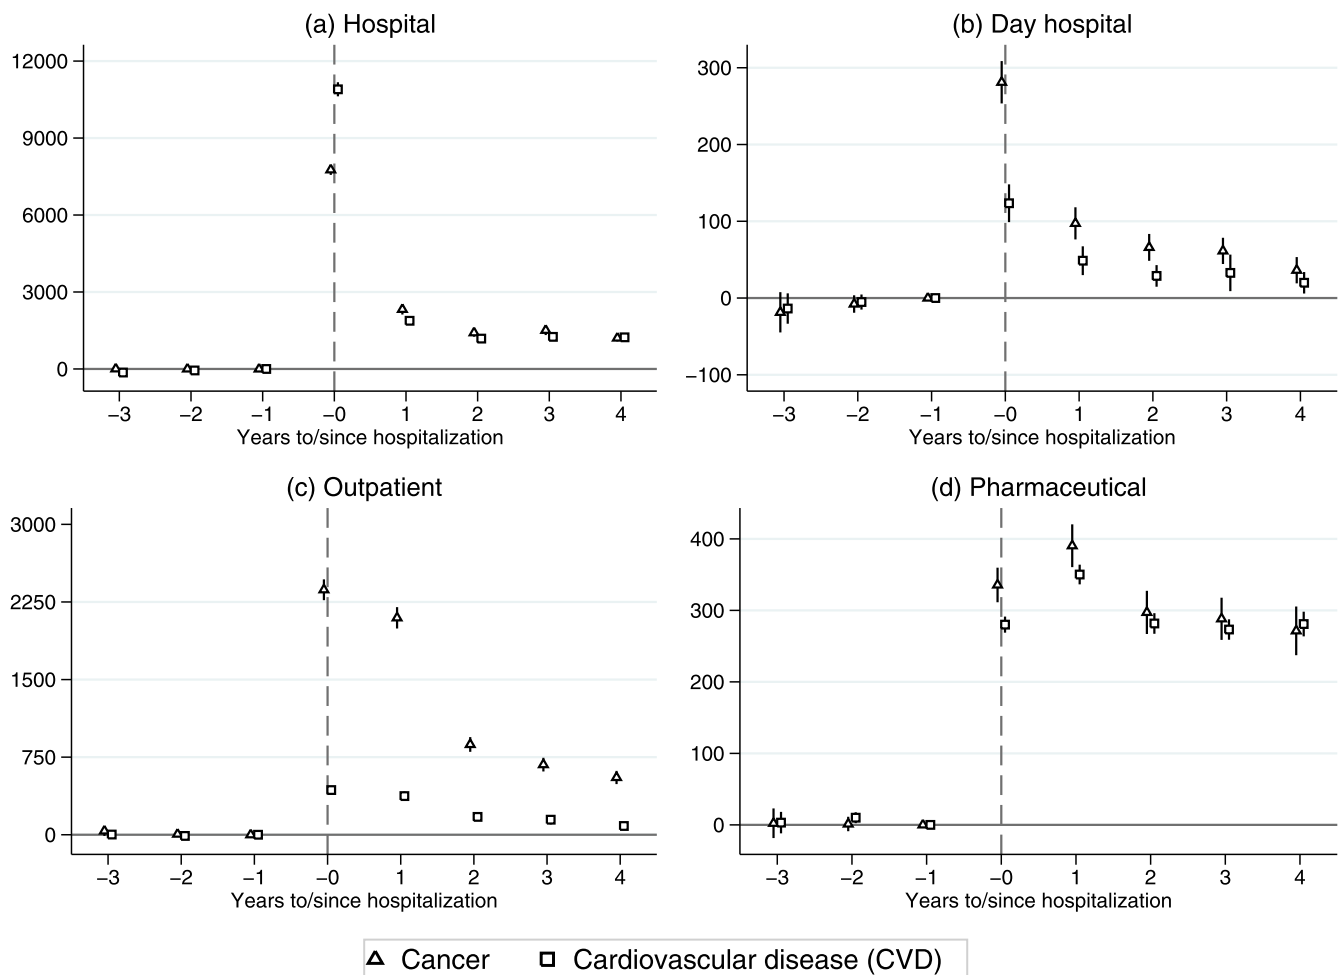 (a) Hospital
12000
9000
6000
3000
0
−3 −2 −1 −0 1 2 3 4
Years to/since hospitalization
(b) Day hospital
300
200
100
0
−100
−3 −2 −1 −0 1 2 3 4
Years to/since hospitalization
(c) Outpatient
3000
2250
1500
750
0
−3 −2 −1 −0 1 2 3 4
Years to/since hospitalization
(d) Pharmaceutical
400
300
200
100
0
−3 −2 −1 −0 1 2 3 4
Years to/since hospitalization
Cancer Cardiovascular disease (CVD)